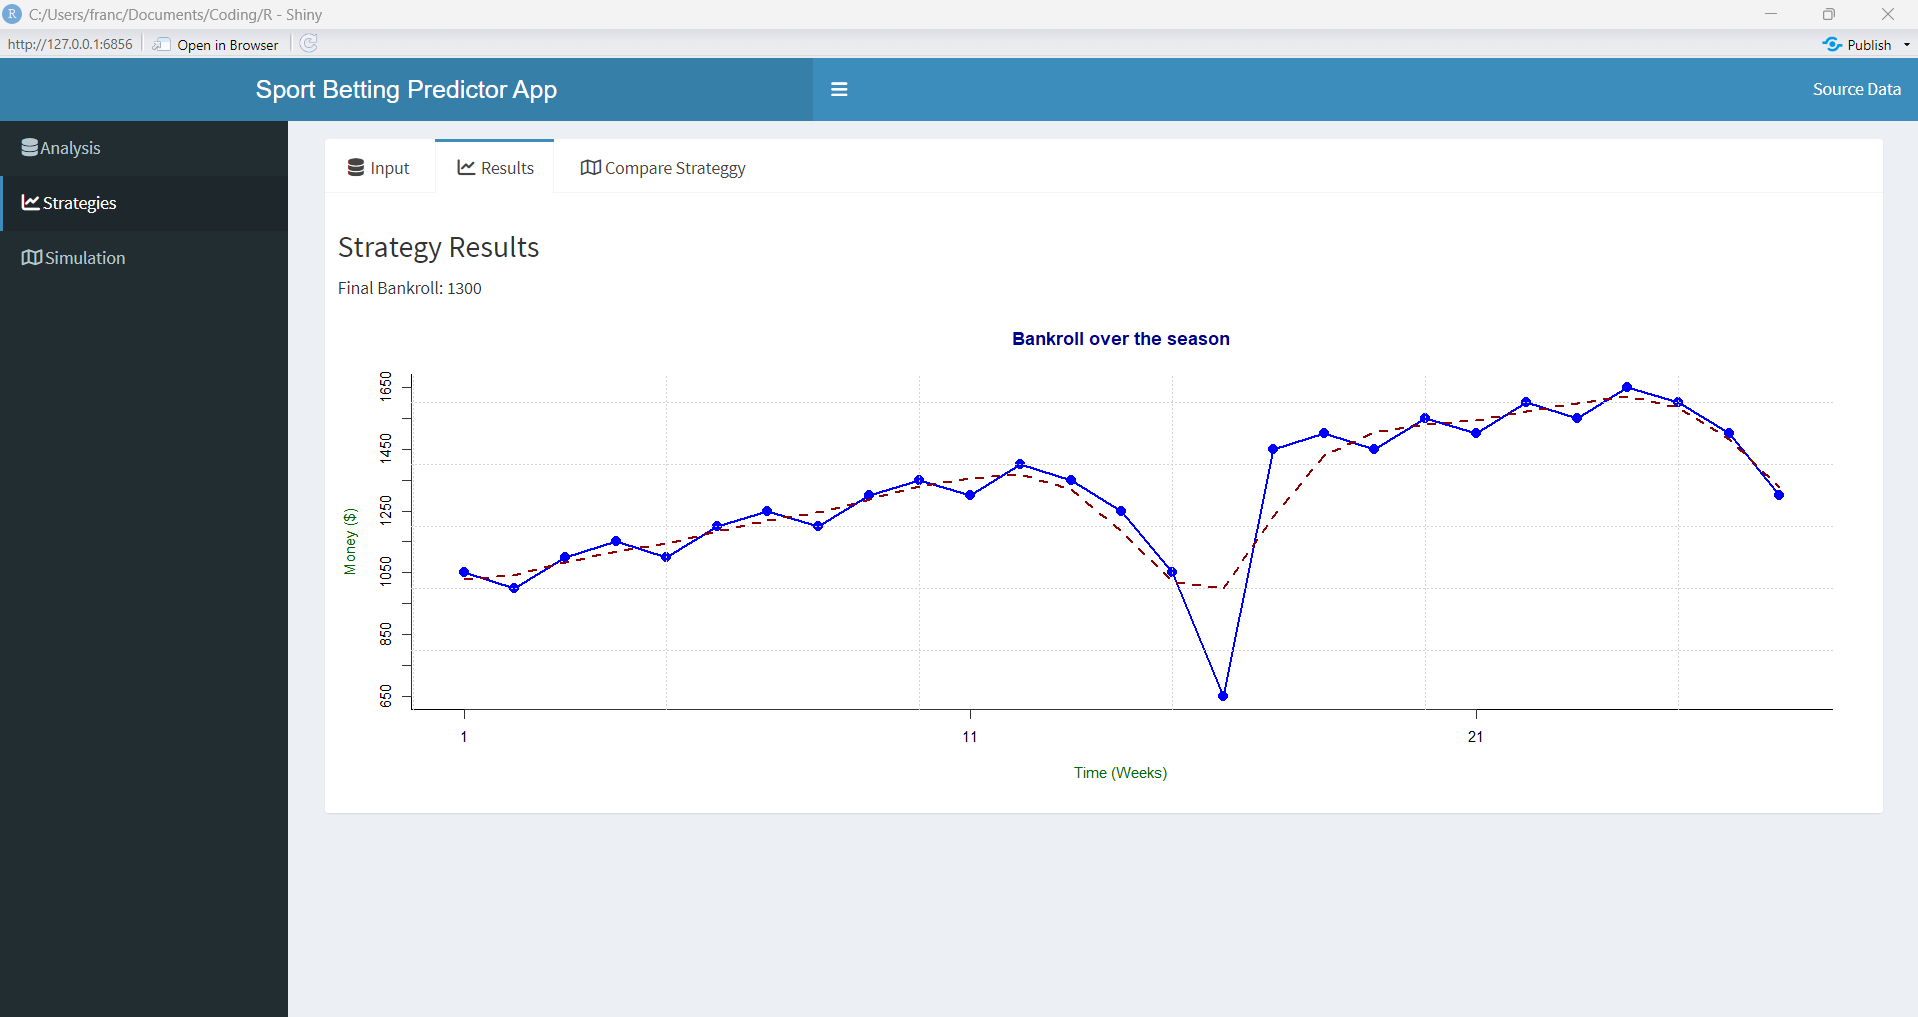 R C:/Users/franc/Documents/Coding/R - Shiny
http://127.0.0.1:6856 Open in Browser Publish
Sport Betting Predictor App Source Data
Analysis
Strategies
Simulation
Input Results Compare Strateggy
Strategy Results
Final Bankroll: 1300
Bankroll over the season
Money ($)
1650
1450
1250
1050
850
650
1 11 21
Time (Weeks)